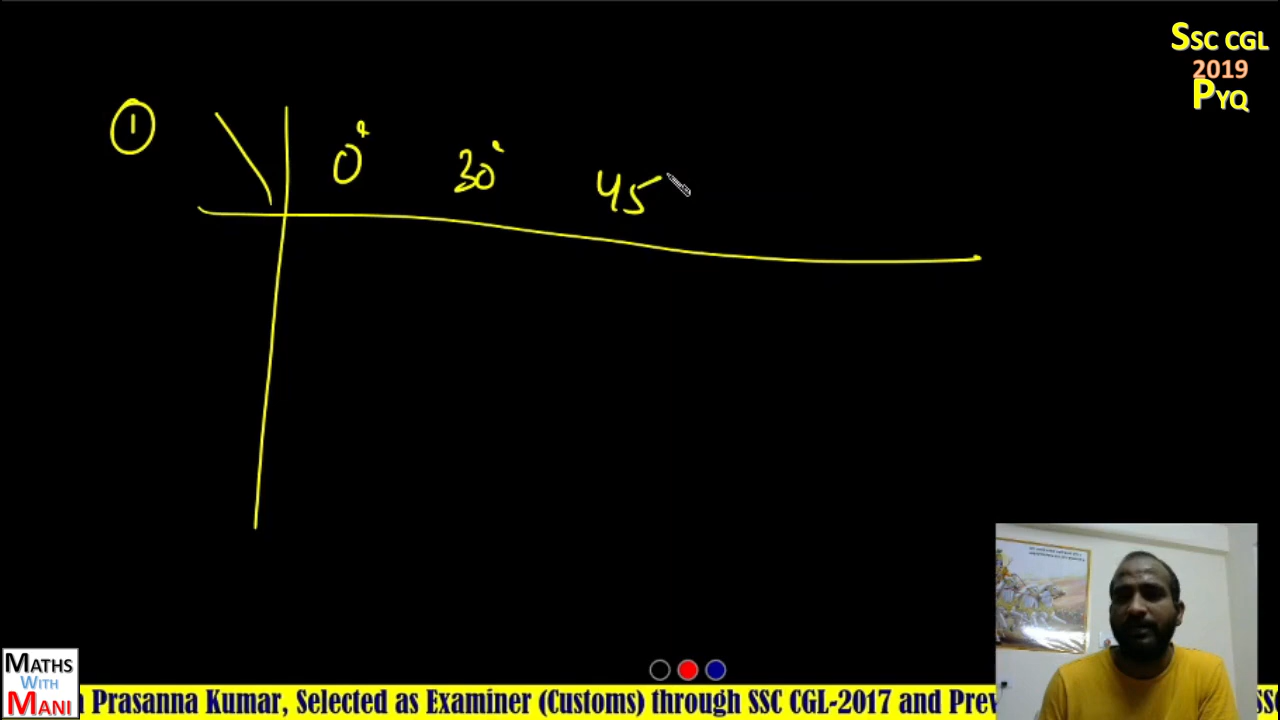 SSC CGL
2019
PYQ
1
0° 30° 45
MATHS
WITH
MANI
Prasanna Kumar, Selected as Examiner (Customs) through SSC CGL-2017 and Prev